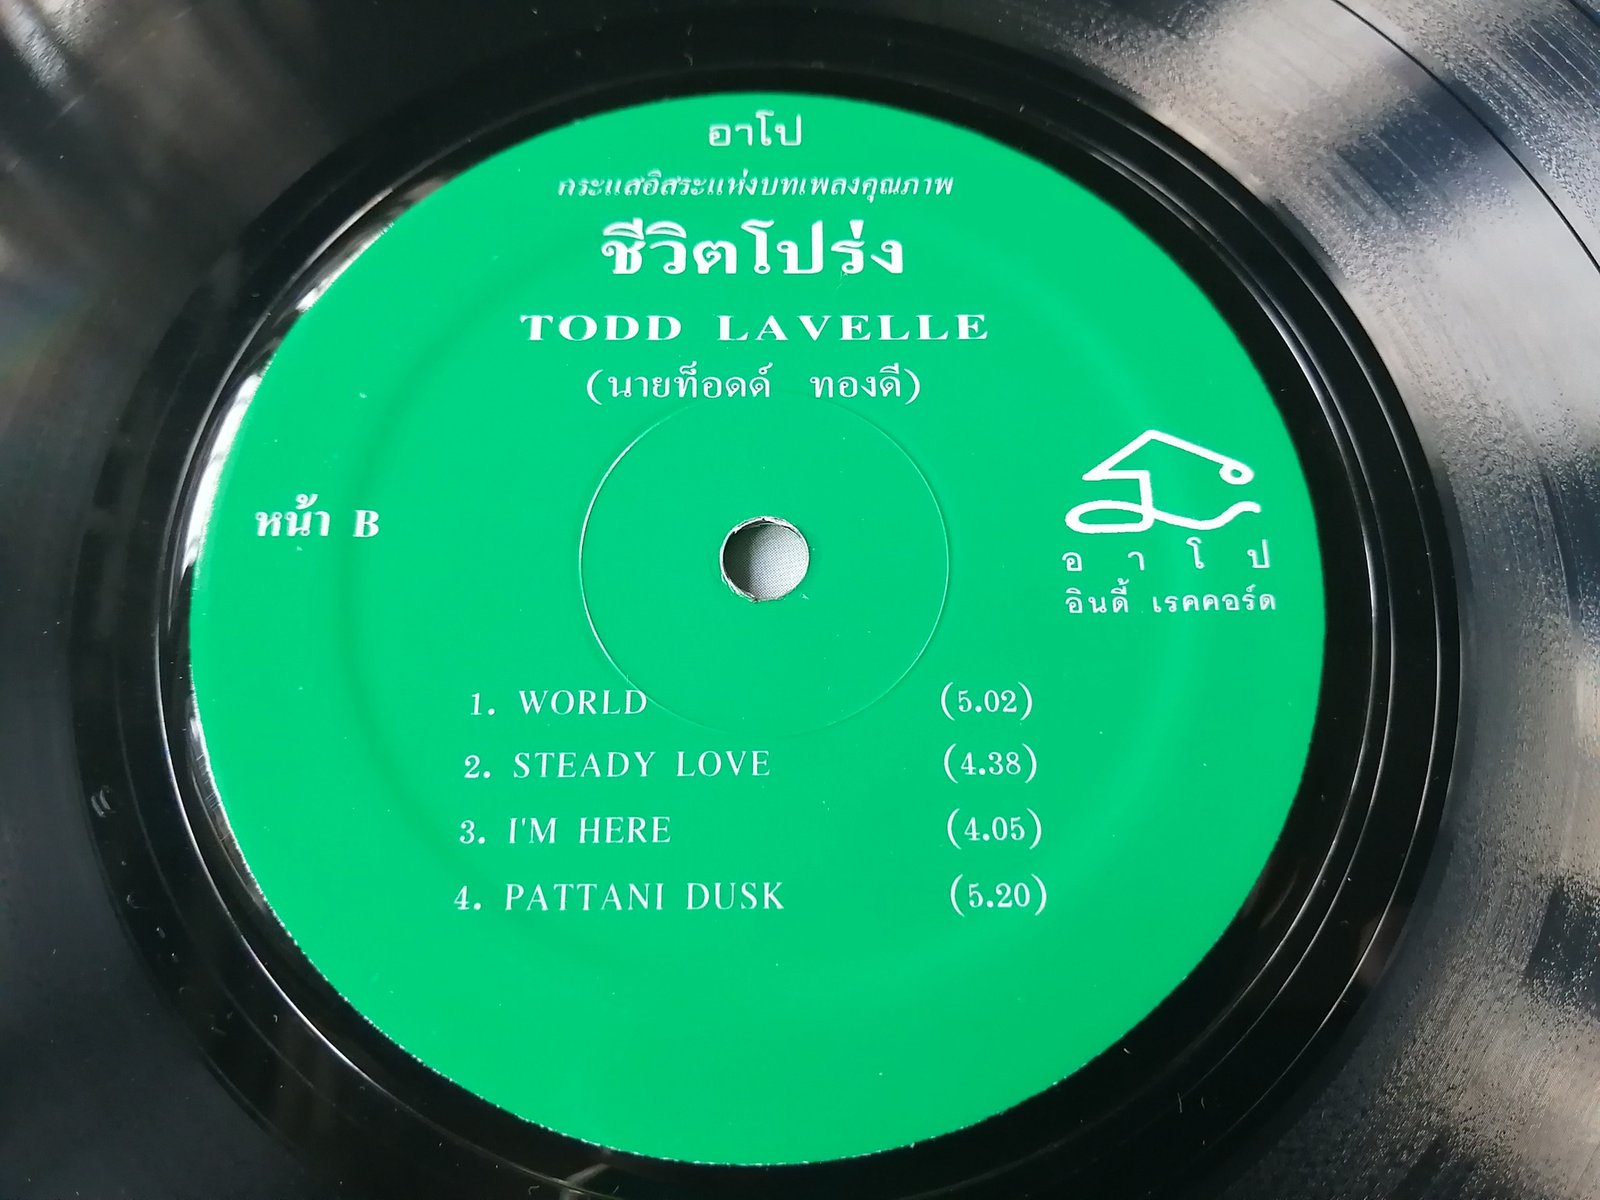 อาโป
กระแสอิสระแห่งบทเพลงคุณภาพ
ชีวิตโปร่ง
TODD LAVELLE
(นายท็อดด์ ทองดี)
หน้า B
อาโป
อินดี้ เรคคอร์ด
1. WORLD (5.02)
2. STEADY LOVE (4.38)
3. I'M HERE (4.05)
4. PATTANI DUSK (5.20)